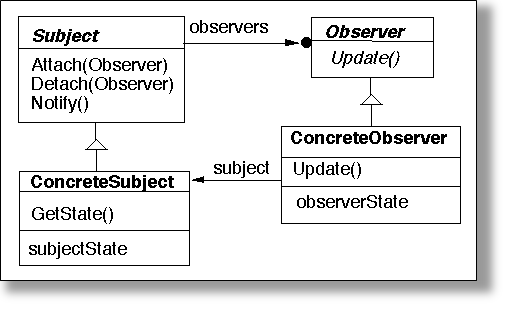 Subject
Attach(Observer)
Detach(Observer)
Notify()
observers
Observer
Update()
ConcreteSubject
GetState()
subjectState
subject
ConcreteObserver
Update()
observerState